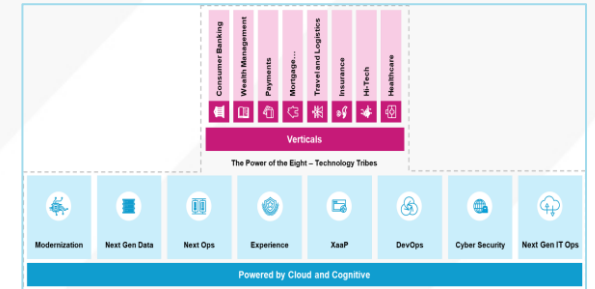 Consumer Banking
Wealth Management
Payments
Mortgage...
Travel and Logistics
Insurance
Hi-Tech
Healthcare
Verticals
The Power of the Eight – Technology Tribes
Modernization
Next Gen Data
Next Ops
Experience
XaaP
DevOps
Cyber Security
Next Gen IT Ops
Powered by Cloud and Cognitive